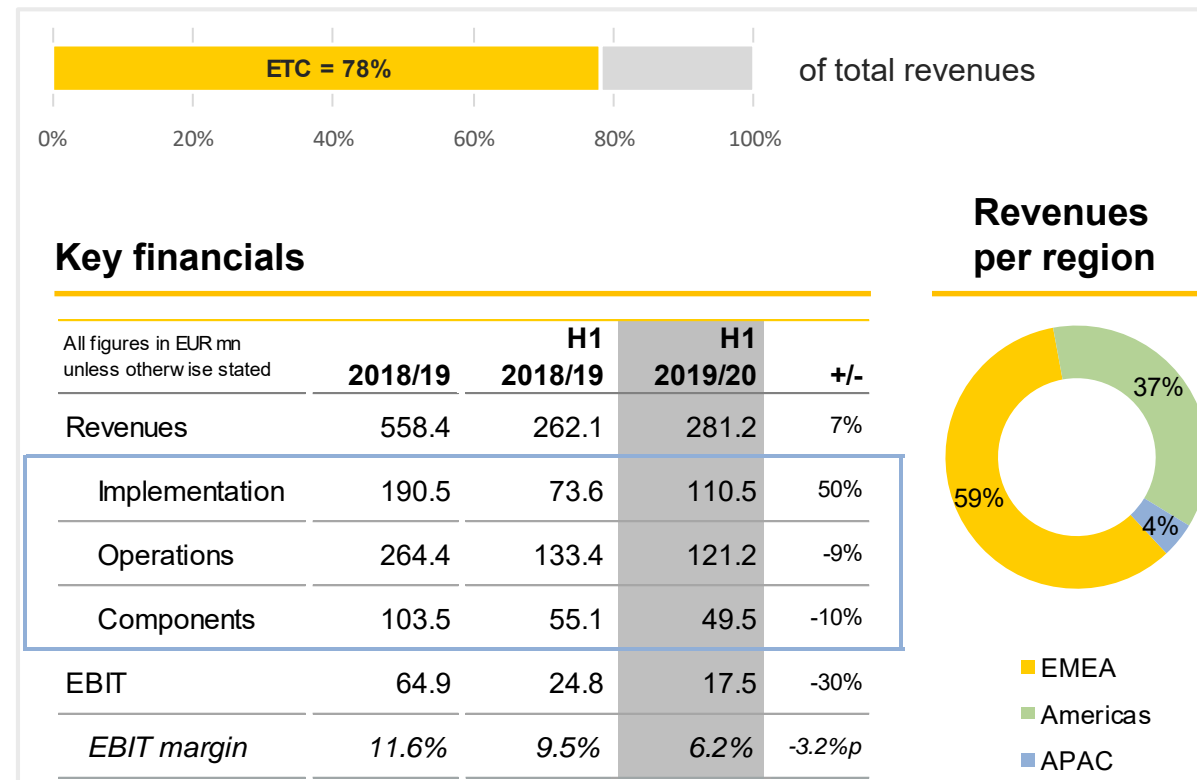 ETC = 78%
of total revenues
0% 20% 40% 60% 80% 100%
Key financials
Revenues
per region
All figures in EUR mn
unless otherwise stated
2018/19
H1
2018/19
H1
2019/20
+/-
Revenues 558.4 262.1 281.2 7%
Implementation 190.5 73.6 110.5 50%
Operations 264.4 133.4 121.2 -9%
Components 103.5 55.1 49.5 -10%
EBIT 64.9 24.8 17.5 -30%
EBIT margin 11.6% 9.5% 6.2% -3.2%p
37%
59%
4%
EMEA
Americas
APAC